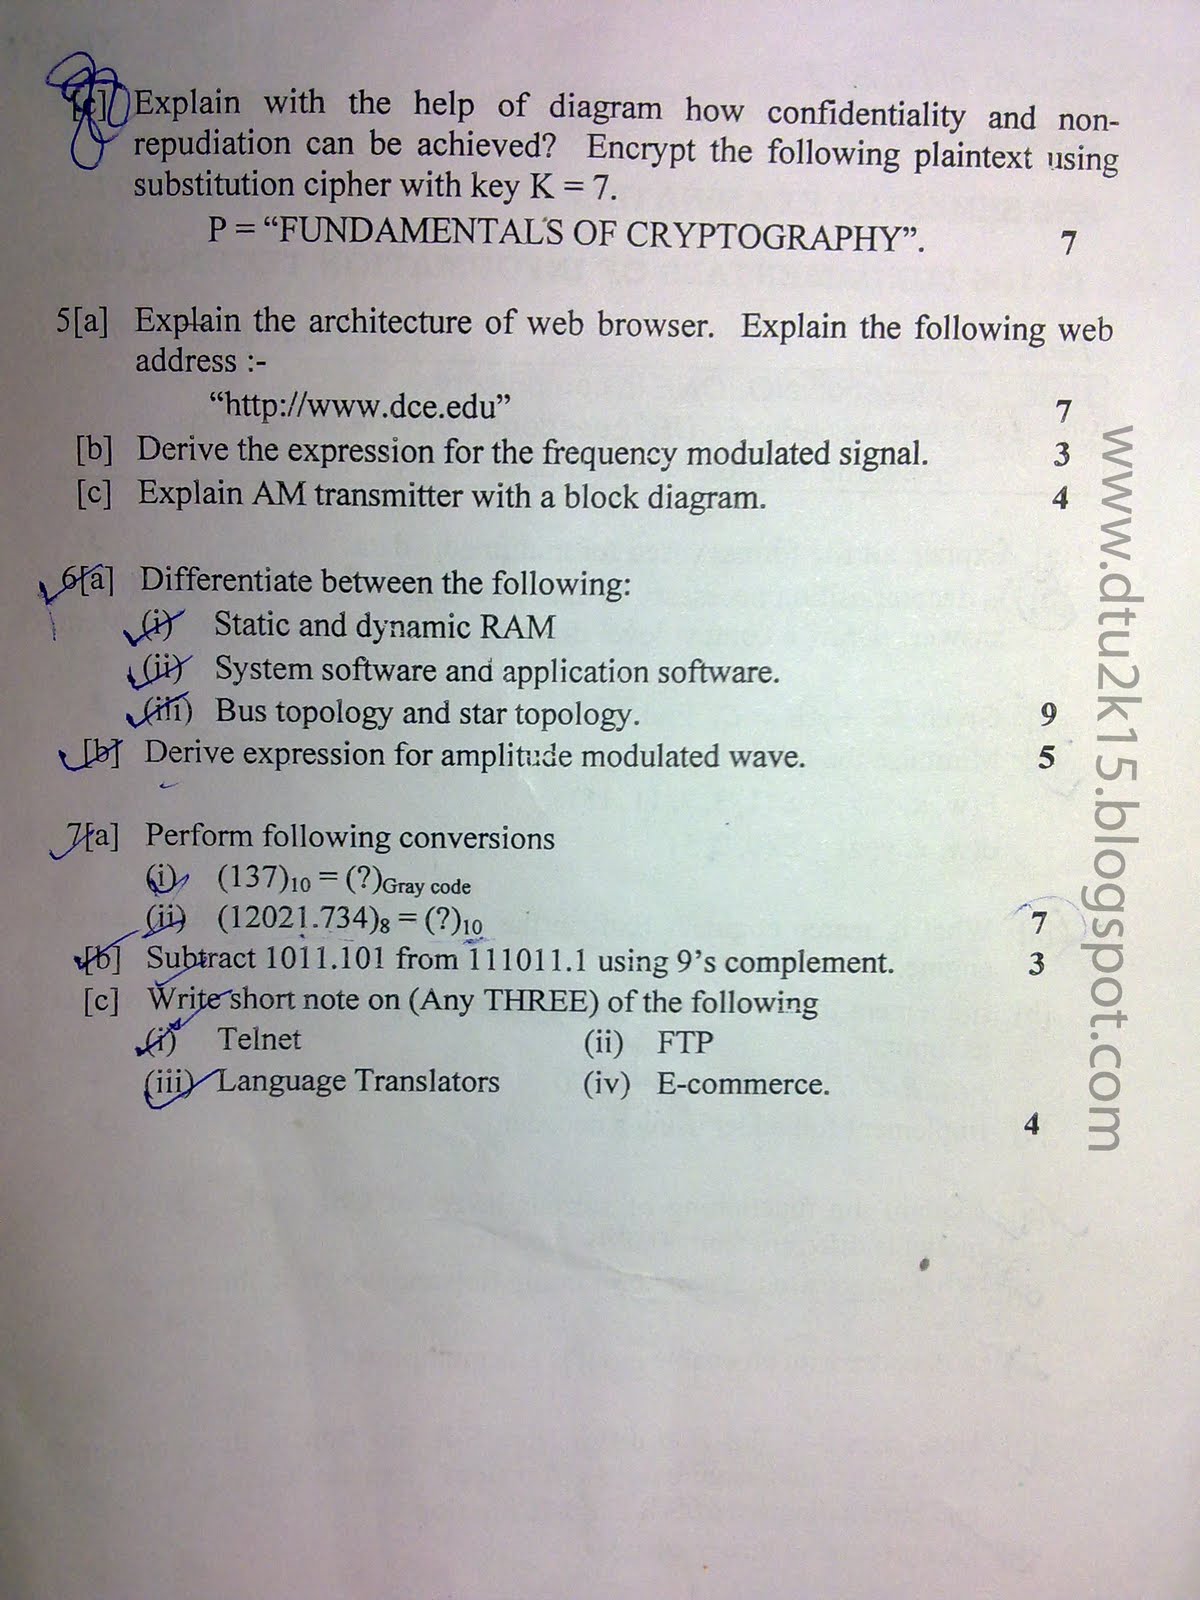 [c] Explain with the help of diagram how confidentiality and non-
repudiation can be achieved? Encrypt the following plaintext using
substitution cipher with key K = 7.
P = “FUNDAMENTALS OF CRYPTOGRAPHY”. 7
5[a] Explain the architecture of web browser. Explain the following web
address :-
“http://www.dce.edu” 7
[b] Derive the expression for the frequency modulated signal. 3
[c] Explain AM transmitter with a block diagram. 4
6[a] Differentiate between the following:
(i) Static and dynamic RAM
(ii) System software and application software.
(iii) Bus topology and star topology. 9
[b] Derive expression for amplitude modulated wave. 5
7[a] Perform following conversions
(i) (137)10 = (?)Gray code
(ii) (12021.734)8 = (?)10 7
[b] Subtract 1011.101 from 111011.1 using 9’s complement. 3
[c] Write short note on (Any THREE) of the following
(i) Telnet (ii) FTP
(iii) Language Translators (iv) E-commerce.
4
www.dtu2k15.blogspot.com